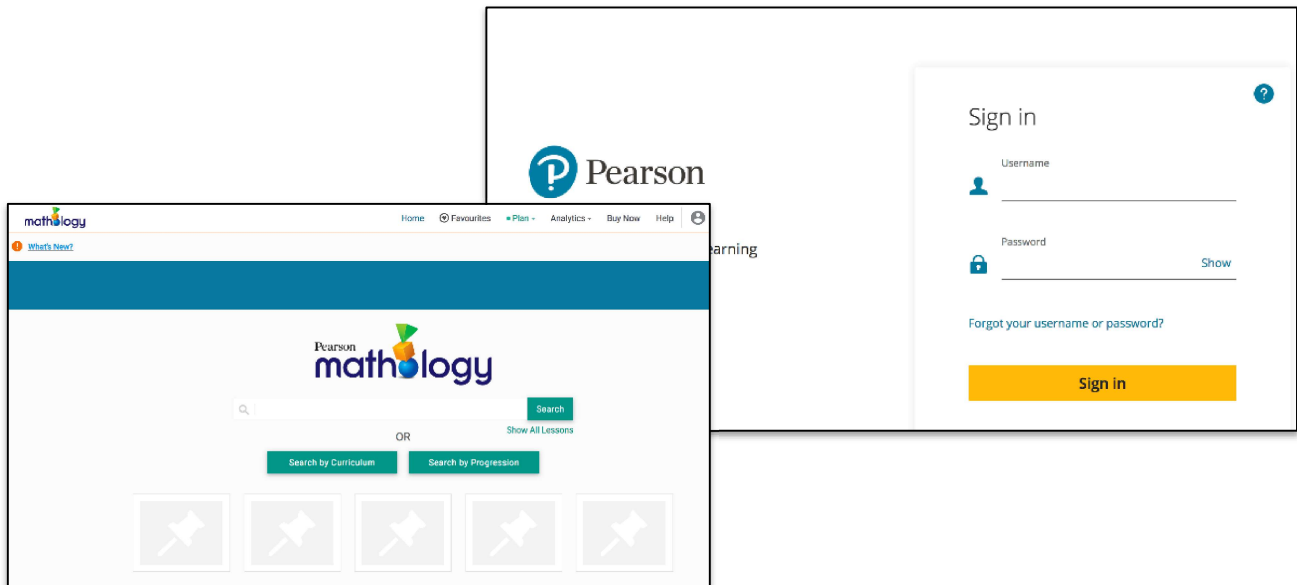 Sign in
Username
Pearson
Password
Show
earning
Forgot your username or password?
Sign in
mathology
Home Favourites Plan Analytics Buy Now Help
What's New?
Pearson
mathology
Search
Show All Lessons
OR
Search by Curriculum Search by Progression